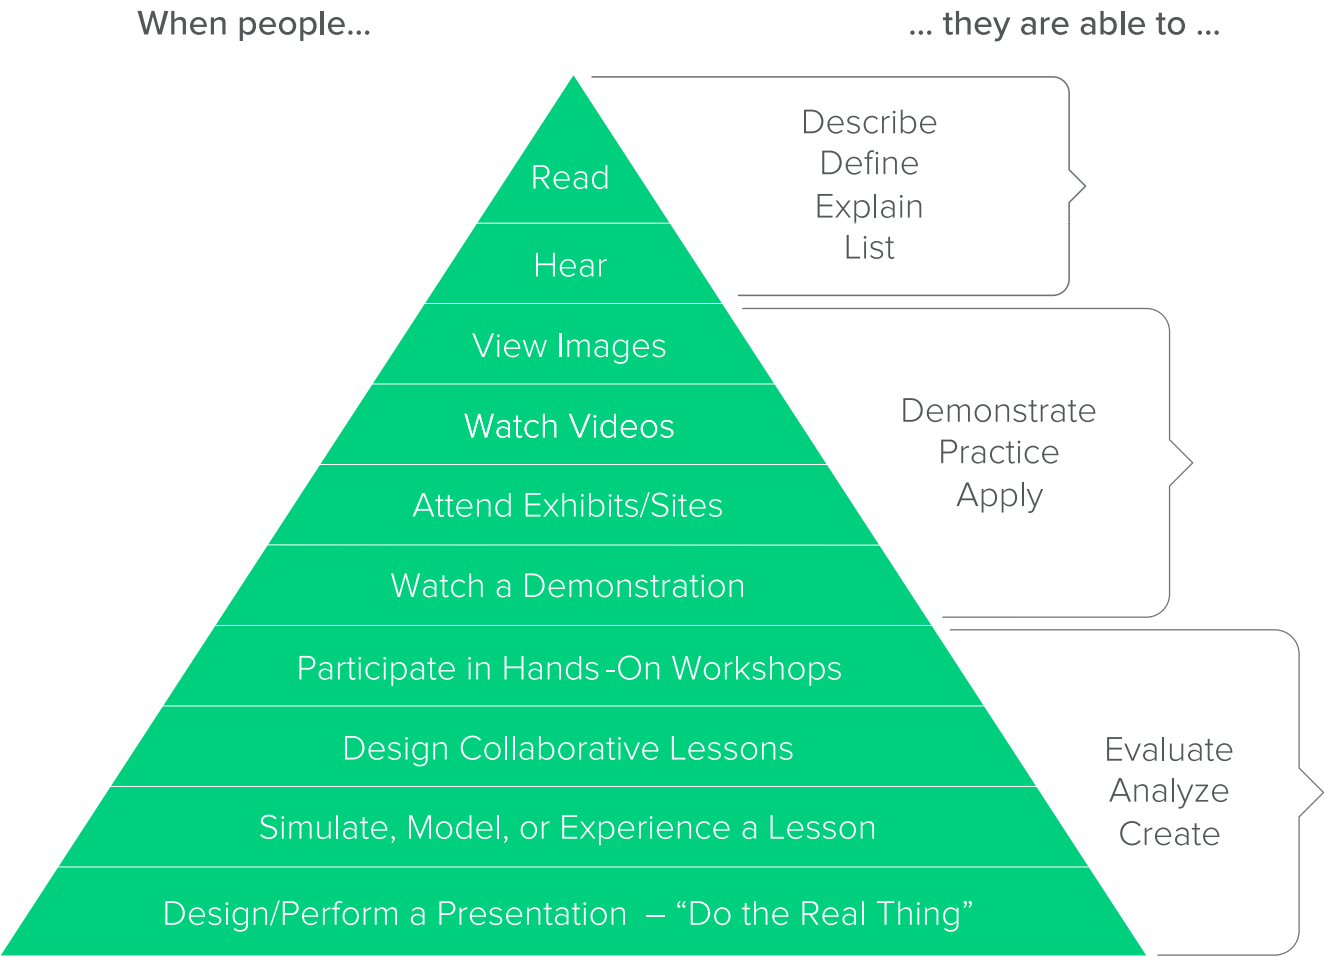 When people...
... they are able to ...
Read
Hear
View Images
Watch Videos
Attend Exhibits/Sites
Watch a Demonstration
Participate in Hands-On Workshops
Design Collaborative Lessons
Simulate, Model, or Experience a Lesson
Design/Perform a Presentation – “Do the Real Thing”
Describe
Define
Explain
List
Demonstrate
Practice
Apply
Evaluate
Analyze
Create